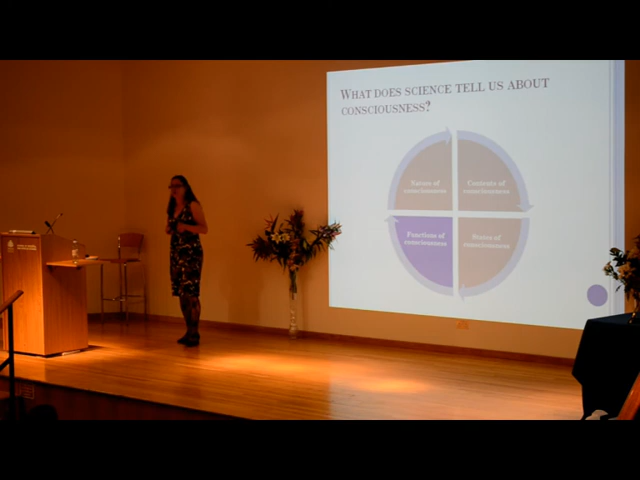 WHAT DOES SCIENCE TELL US ABOUT
CONSCIOUSNESS?
Nature of
consciousness
Contents of
consciousness
Functions of
consciousness
States of
consciousness